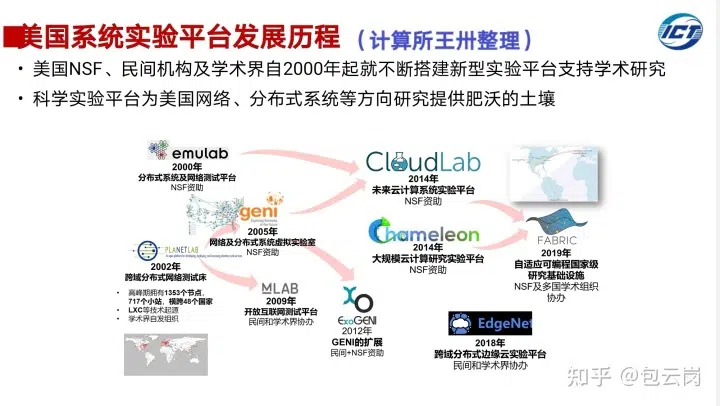 美国系统实验平台发展历程（计算所王卅整理）
ICT
• 美国NSF、民间机构及学术界自2000年起就不断搭建新型实验平台支持学术研究
• 科学实验平台为美国网络、分布式系统等方向研究提供肥沃的土壤
emulab
2000年
分布式系统及网络测试平台
NSF资助
CloudLab
2014年
未来云计算系统实验平台
NSF资助
geni
2005年
网络及分布式系统虚拟实验室
NSF资助
Chameleon
2014年
大规模云计算研究实验平台
NSF资助
FABRIC
2019年
自适应可编程国家级
研究基础设施
NSF及多国学术组织
协办
PLANETLAB
2002年
跨域分布式网络测试床
• 高峰期拥有1353个节点，
717个小站，横跨48个国家
• LXC等技术起源
• 学术界自发组织
MLAB
2009年
开放互联网测试平台
民间和学术界协办
ExoGENI
2012年
GENI的扩展
民间+NSF资助
EdgeNet
2018年
跨域分布式边缘云实验平台
民间和学术界协办
知乎 @包云岗